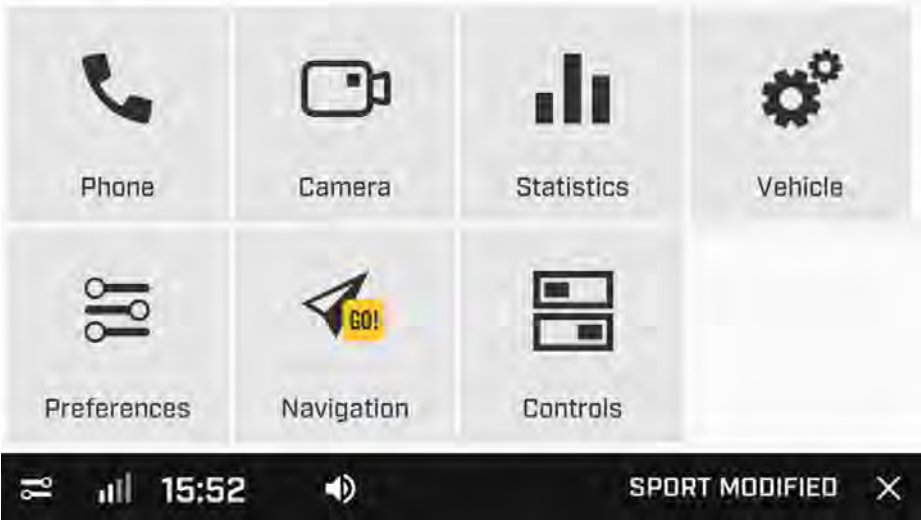 Phone Camera Statistics Vehicle
GO!
Preferences Navigation Controls
15:52 SPORT MODIFIED